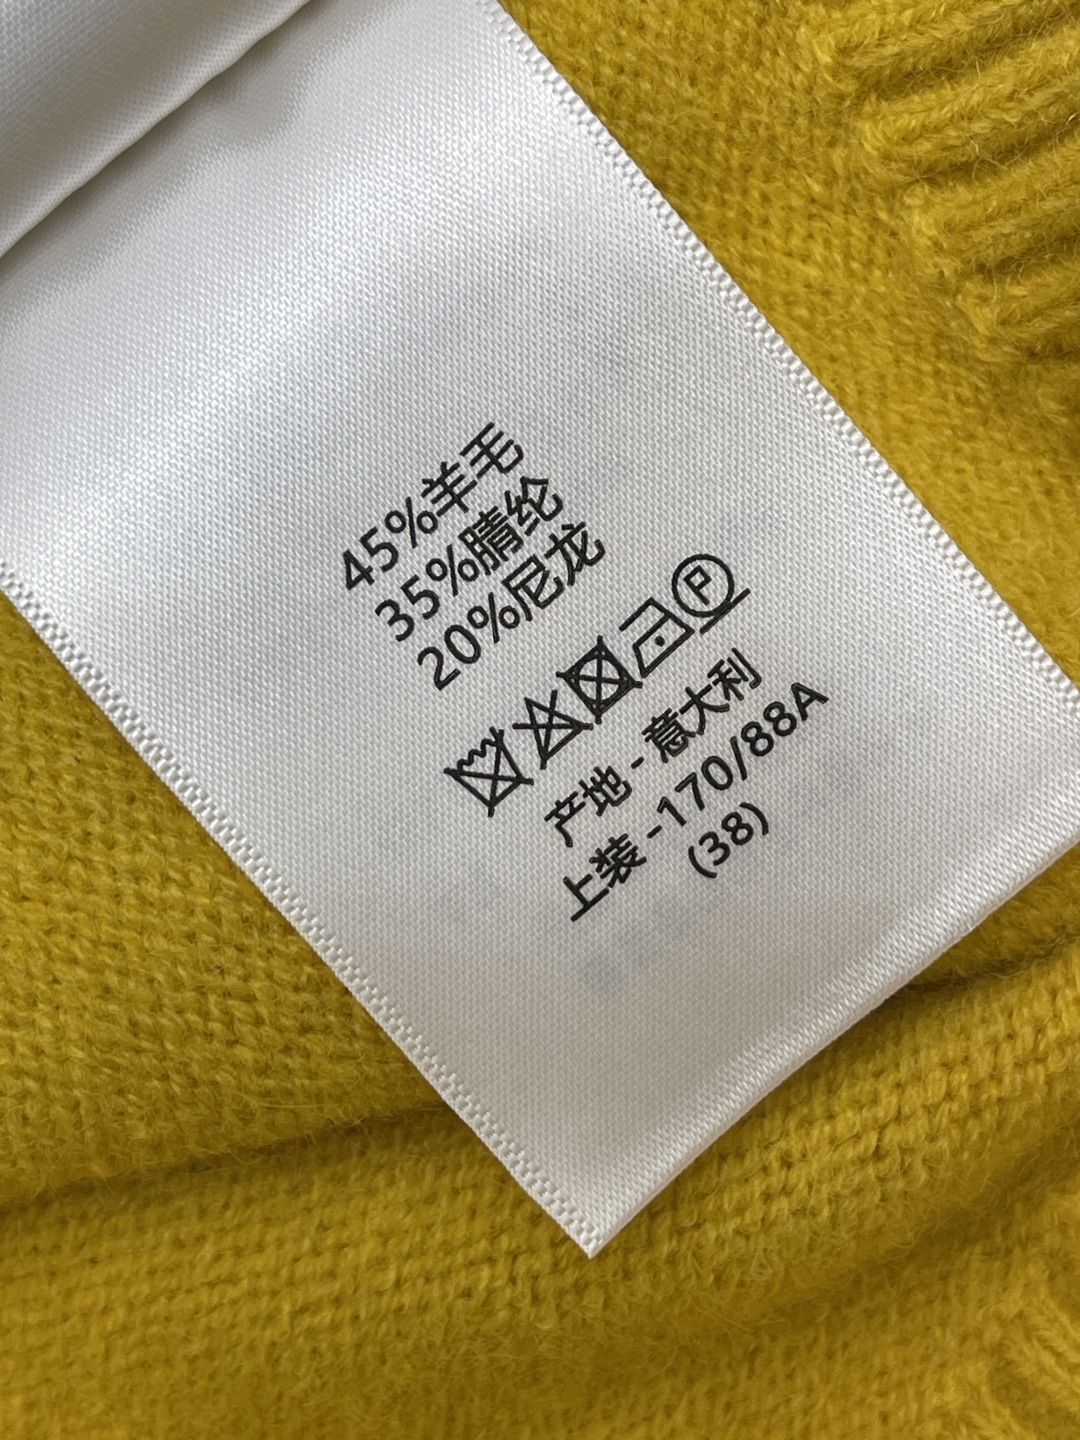 45%羊毛
35%腈纶
20%尼龙
P
产地 - 意大利
上装 -170/88A
(38)